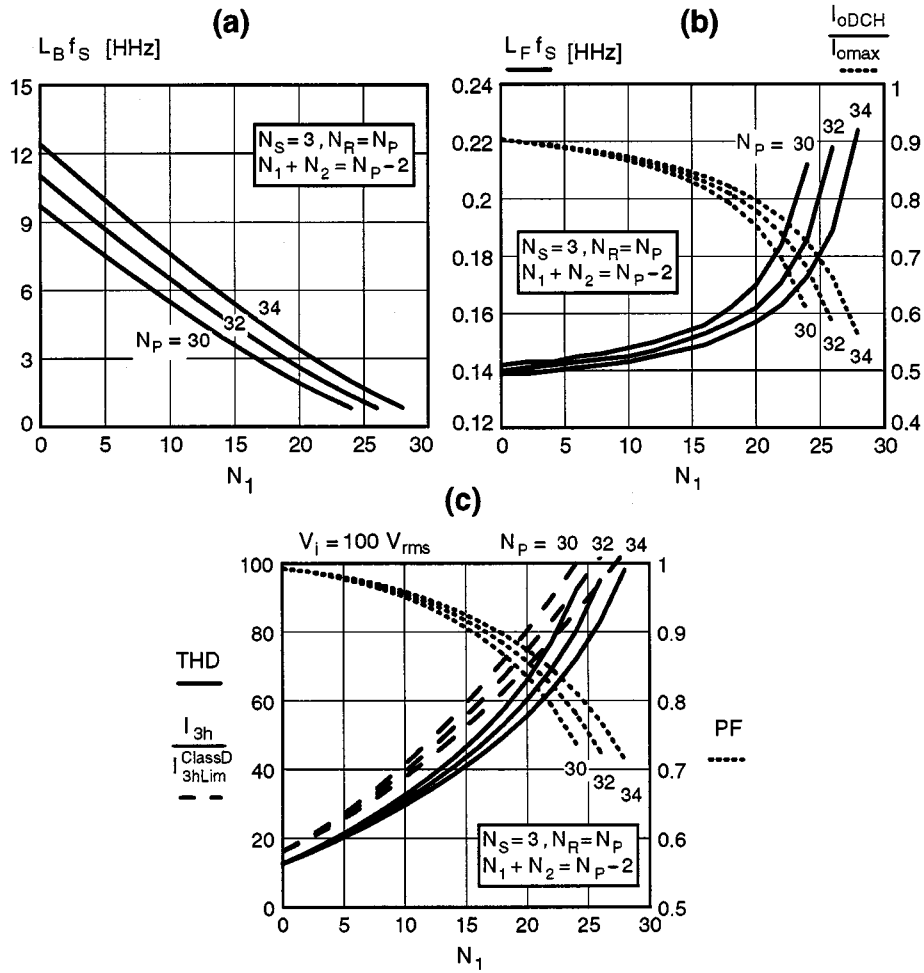 (a)
L_B f_S [HHz]
15
12
9
6
3
0
N_S = 3 , N_R = N_P
N_1 + N_2 = N_P – 2
34
32
N_P = 30
0 5 10 15 20 25 30
N_1
(b)
L_F f_S [HHz]
I_oDCH
I_omax
0.24
0.22
0.2
0.18
0.16
0.14
0.12
1
0.9
0.8
0.7
0.6
0.5
0.4
N_P = 30 32 34
N_S = 3 , N_R = N_P
N_1 + N_2 = N_P – 2
30
32
34
0 5 10 15 20 25 30
N_1
(c)
V_i = 100 V_rms
N_P = 30 32 34
100
80
60
40
20
0
THD
I_3h
I_3hLim^ClassD
1
0.9
0.8
0.7
0.6
0.5
PF
30
32
34
N_S = 3 , N_R = N_P
N_1 + N_2 = N_P – 2
0 5 10 15 20 25 30
N_1